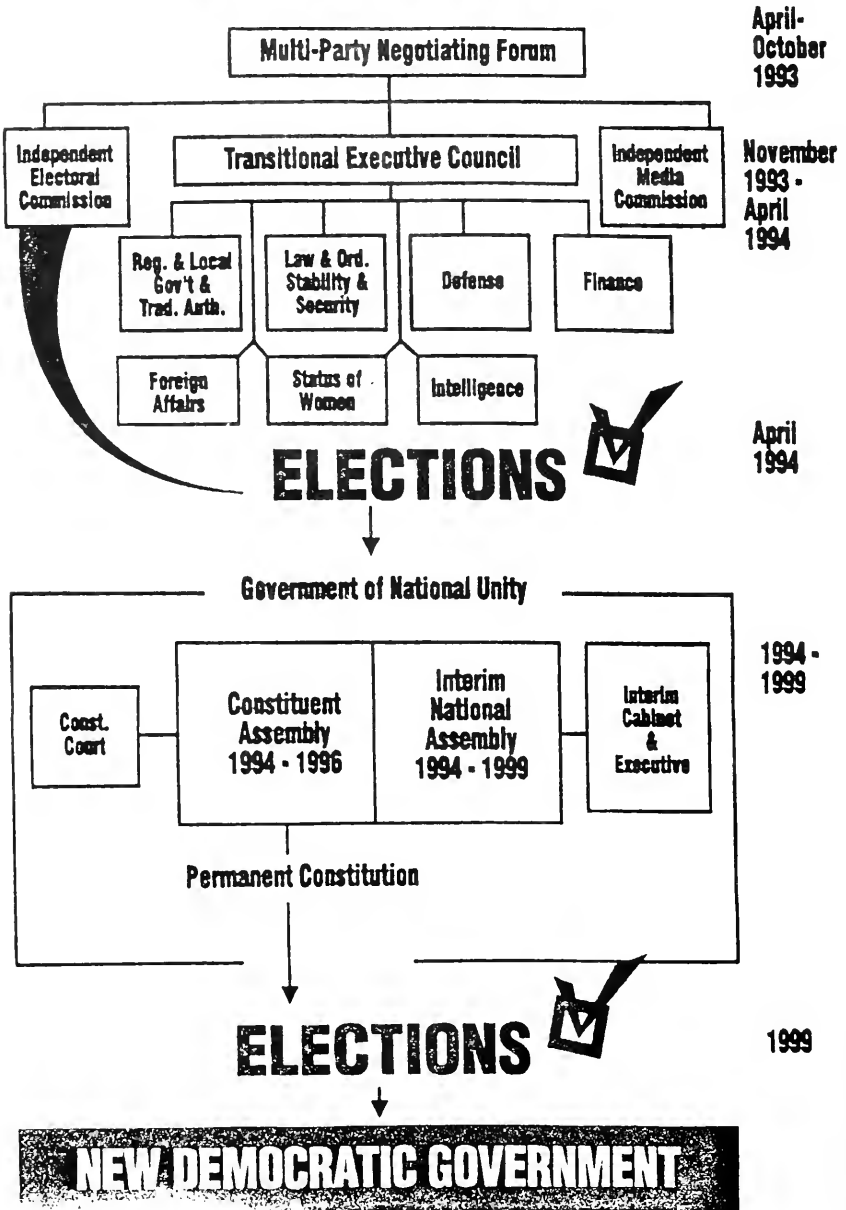 April-
October
1993
Multi-Party Negotiating Forum
Independent
Electoral
Commission
Transitional Executive Council
Independent
Media
Commission
November
1993 -
April
1994
Reg. & Local
Gov't &
Trad. Auth.
Law & Ord.
Stability &
Security
Defense
Finance
Foreign
Affairs
Status of
Women
Intelligence
ELECTIONS
April
1994
Government of National Unity
1994 -
1999
Const.
Court
Constituent
Assembly
1994 - 1996
Interim
National
Assembly
1994 - 1999
Interim
Cabinet
&
Executive
Permanent Constitution
ELECTIONS
1999
NEW DEMOCRATIC GOVERNMENT